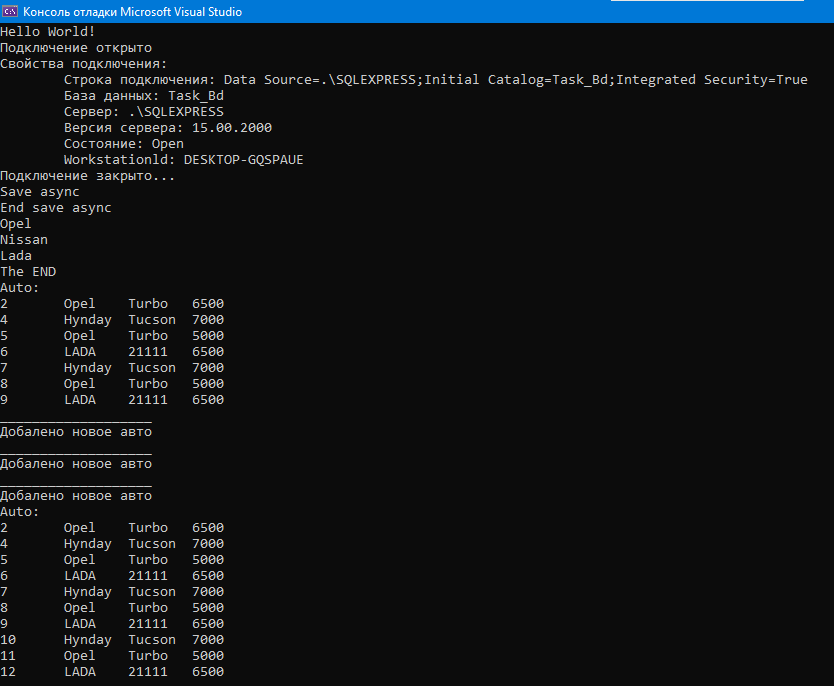 Консоль отладки Microsoft Visual Studio
Hello World!
Подключение открыто
Свойства подключения:
Строка подключения: Data Source=.\SQLEXPRESS;Initial Catalog=Task_Bd;Integrated Security=True
База данных: Task_Bd
Сервер: .\SQLEXPRESS
Версия сервера: 15.00.2000
Состояние: Open
Workstationld: DESKTOP-GQSPAUE
Подключение закрыто...
Save async
End save async
Opel
Nissan
Lada
The END
Auto:
2 Opel Turbo 6500
4 Hynday Tucson 7000
5 Opel Turbo 5000
6 LADA 21111 6500
7 Hynday Tucson 7000
8 Opel Turbo 5000
9 LADA 21111 6500
___________________
Добалено новое авто
___________________
Добалено новое авто
___________________
Добалено новое авто
Auto:
2 Opel Turbo 6500
4 Hynday Tucson 7000
5 Opel Turbo 5000
6 LADA 21111 6500
7 Hynday Tucson 7000
8 Opel Turbo 5000
9 LADA 21111 6500
10 Hynday Tucson 7000
11 Opel Turbo 5000
12 LADA 21111 6500